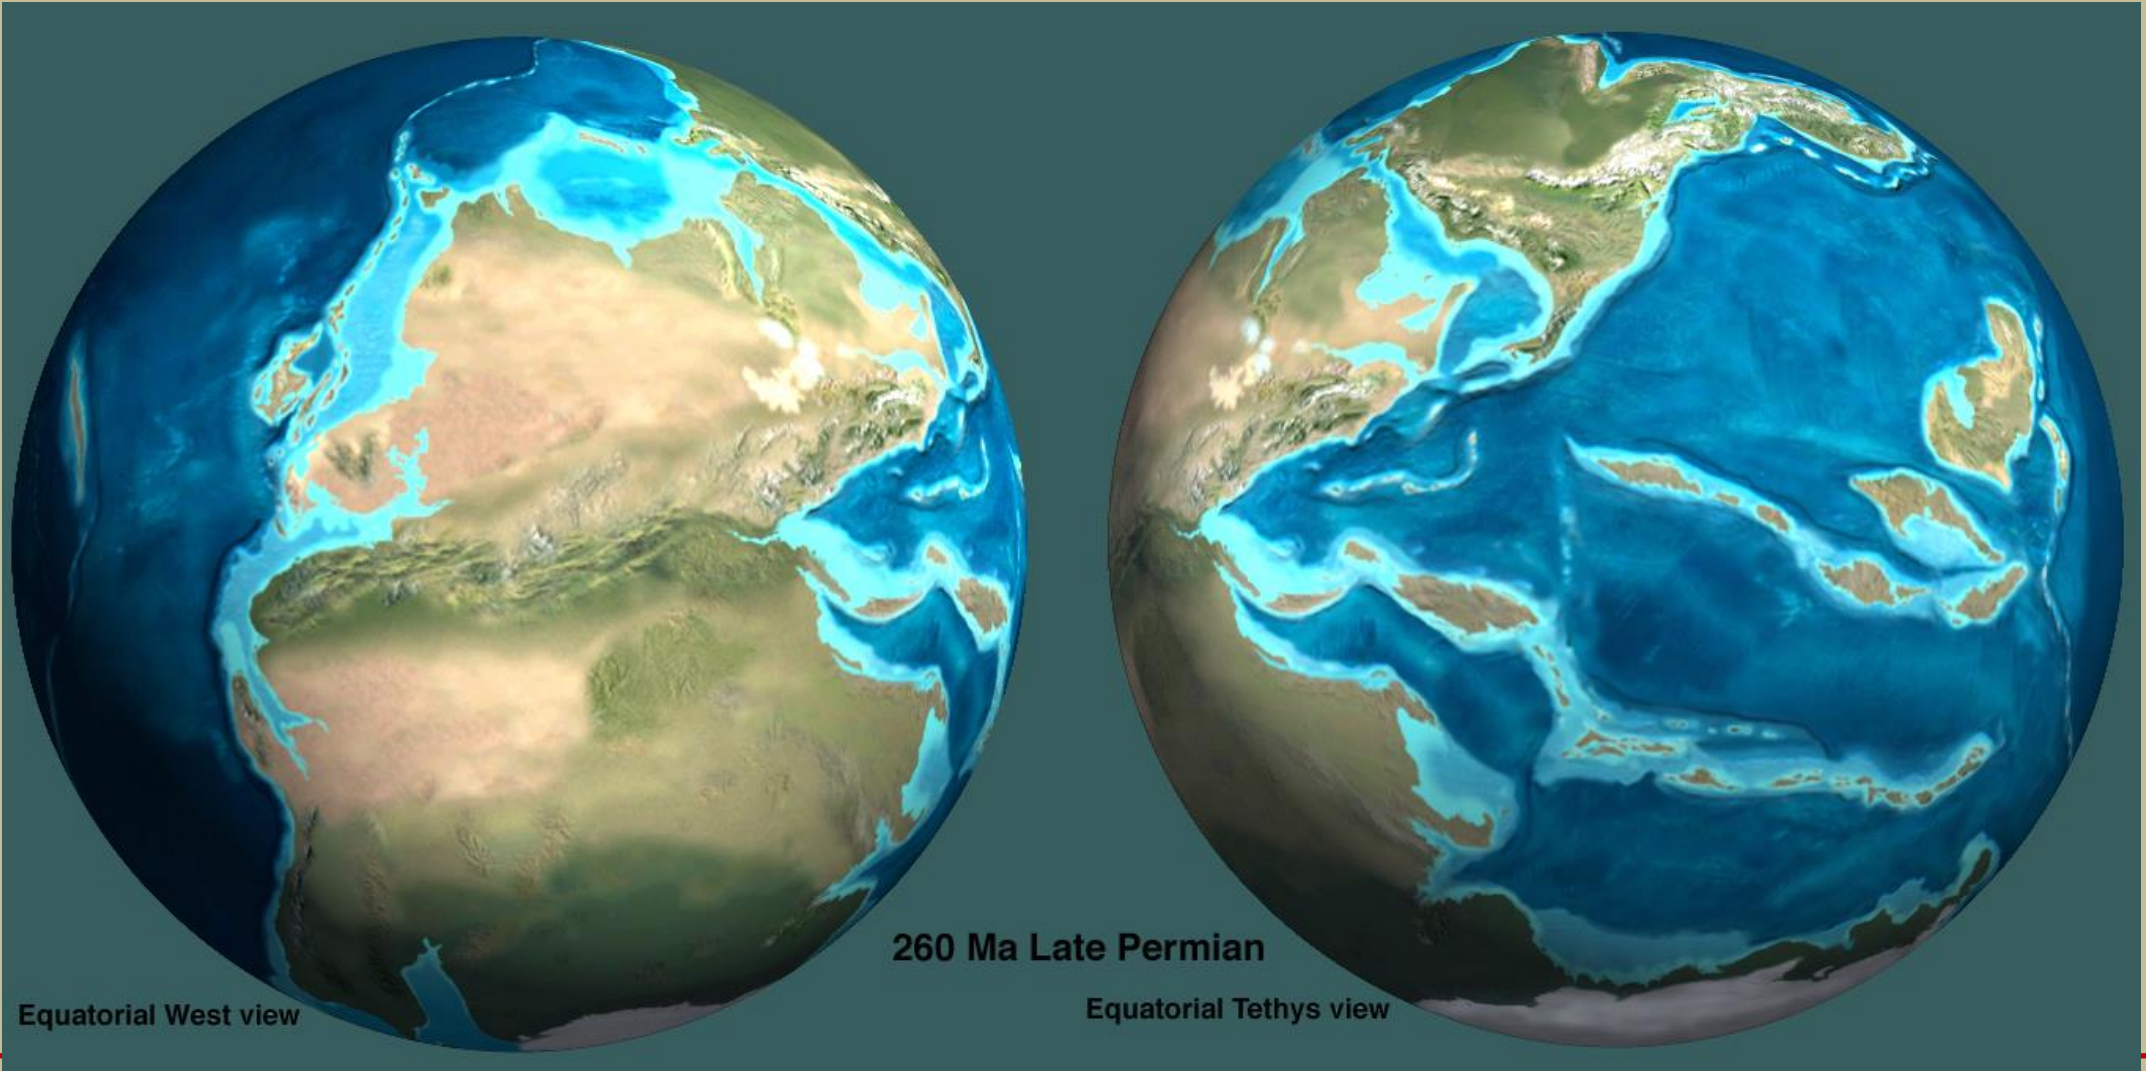 260 Ma Late Permian
Equatorial West view
Equatorial Tethys view